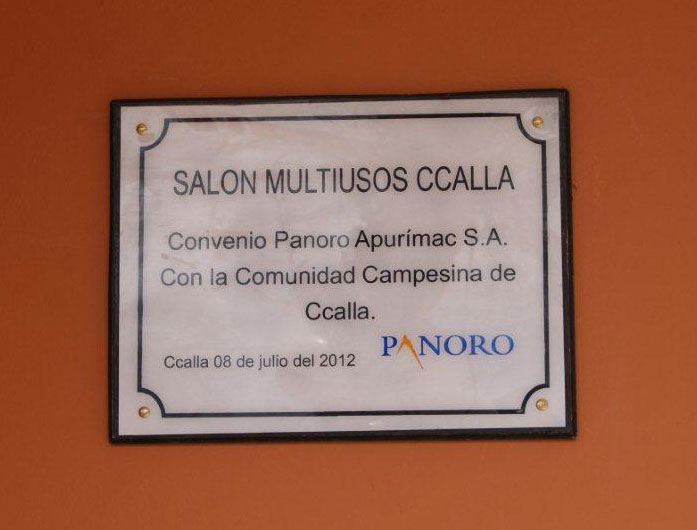 SALON MULTIUSOS CCALLA
Convenio Panoro Apurímac S.A.
Con la Comunidad Campesina de
Ccalla.
Ccalla 08 de julio del 2012
PANORO